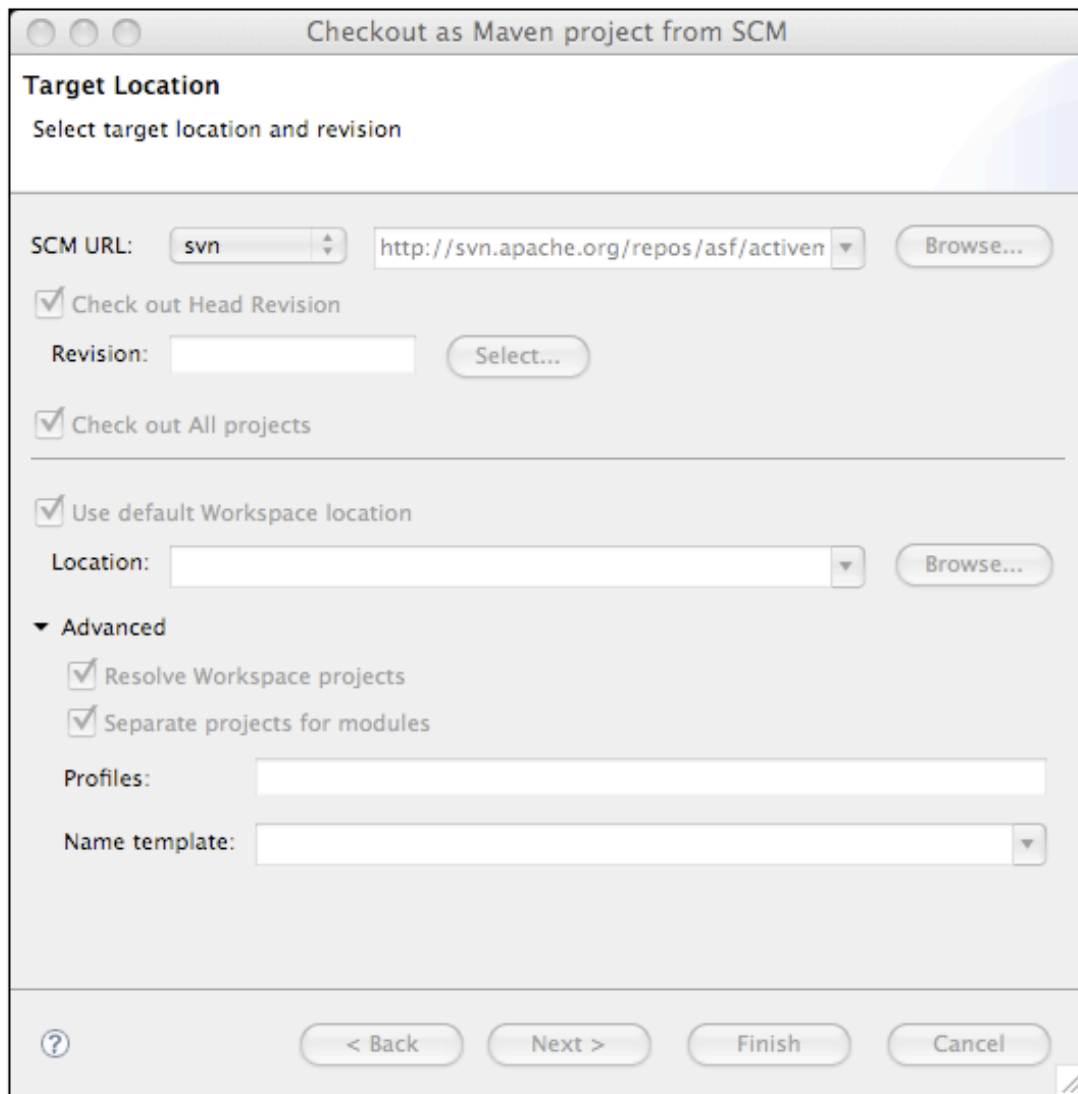 Checkout as Maven project from SCM
Target Location
Select target location and revision
SCM URL: svn http://svn.apache.org/repos/asf/activem Browse...
Check out Head Revision
Revision: Select...
Check out All projects
Use default Workspace location
Location: Browse...
Advanced
Resolve Workspace projects
Separate projects for modules
Profiles:
Name template:
? < Back Next > Finish Cancel